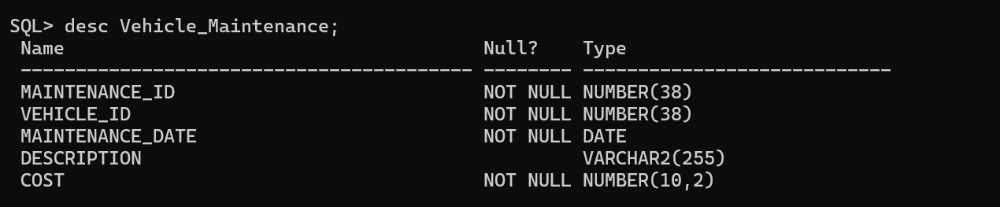 SQL> desc Vehicle_Maintenance;
 Name                                      Null?    Type
 ----------------------------------------- -------- ----------------------------
 MAINTENANCE_ID                            NOT NULL NUMBER(38)
 VEHICLE_ID                                NOT NULL NUMBER(38)
 MAINTENANCE_DATE                          NOT NULL DATE
 DESCRIPTION                                        VARCHAR2(255)
 COST                                      NOT NULL NUMBER(10,2)